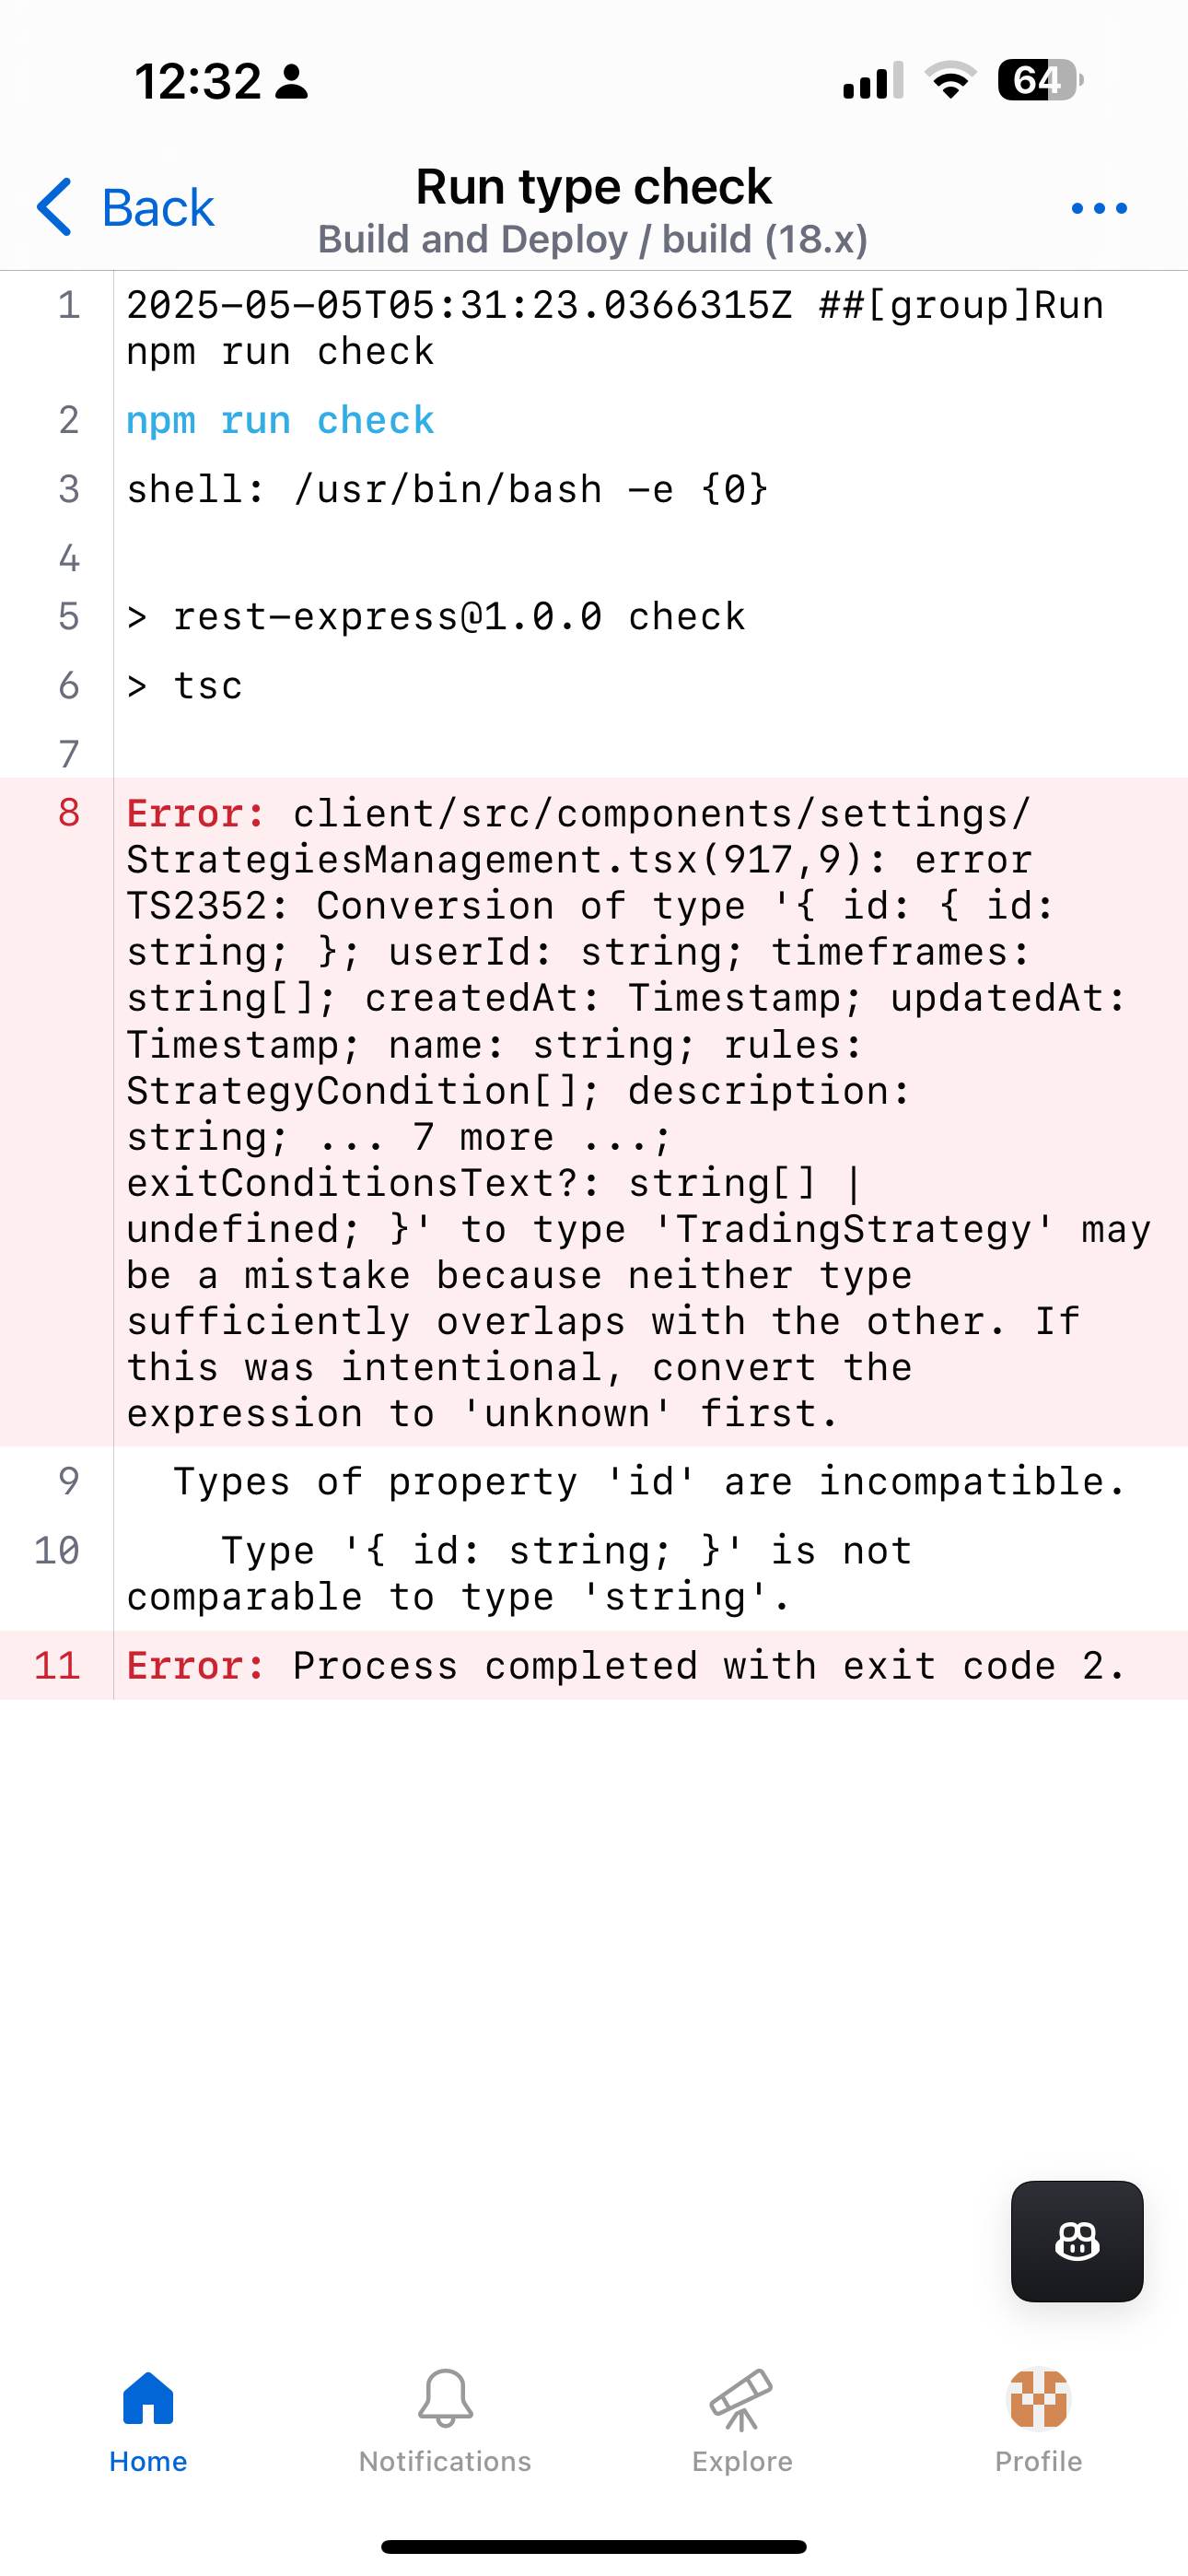 12:32
64
Back
Run type check
Build and Deploy / build (18.x)
1 2025-05-05T05:31:23.0366315Z ##[group]Run
npm run check
2 npm run check
3 shell: /usr/bin/bash -e {0}
4
5 > rest-express@1.0.0 check
6 > tsc
7
8 Error: client/src/components/settings/
StrategiesManagement.tsx(917,9): error
TS2352: Conversion of type '{ id: { id:
string; }; userId: string; timeframes:
string[]; createdAt: Timestamp; updatedAt:
Timestamp; name: string; rules:
StrategyCondition[]; description:
string; ... 7 more ...;
exitConditionsText?: string[] |
undefined; }' to type 'TradingStrategy' may
be a mistake because neither type
sufficiently overlaps with the other. If
this was intentional, convert the
expression to 'unknown' first.
9 Types of property 'id' are incompatible.
10 Type '{ id: string; }' is not
comparable to type 'string'.
11 Error: Process completed with exit code 2.
Home
Notifications
Explore
Profile